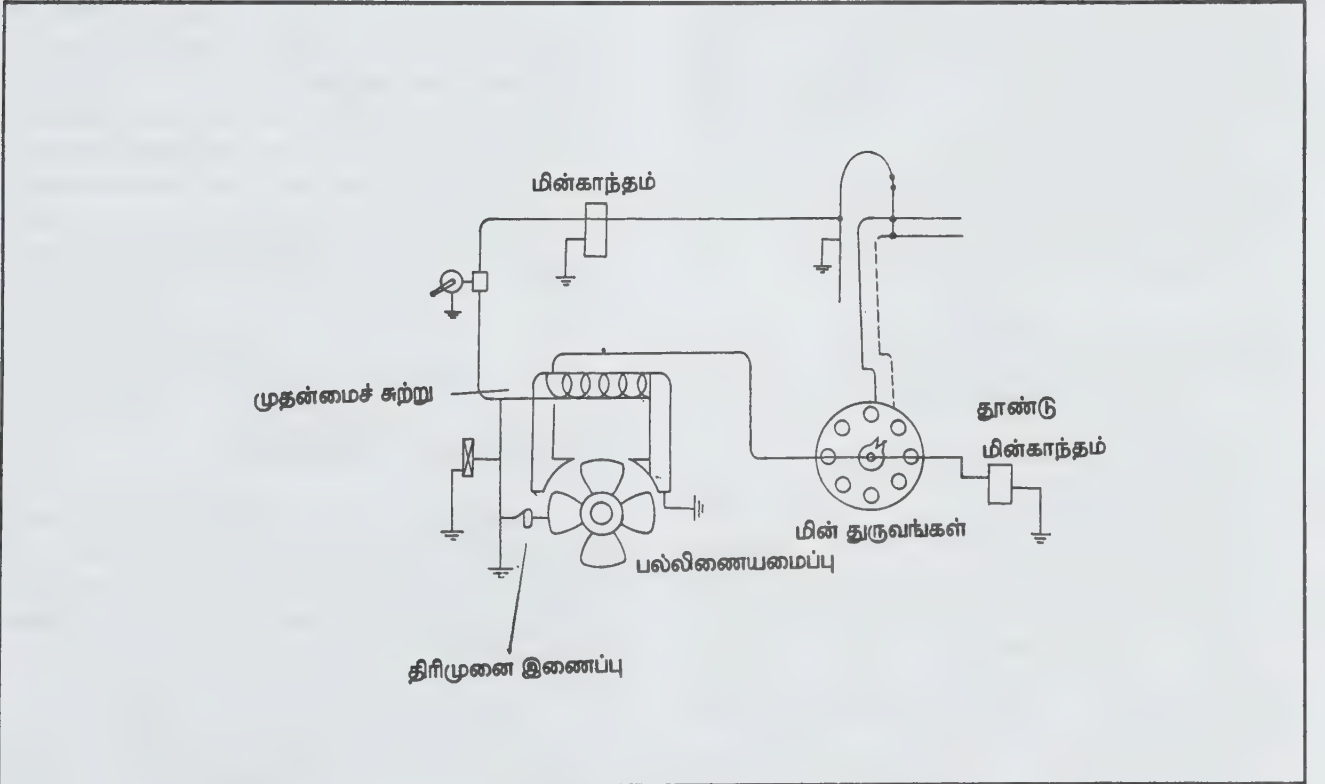 மின்காந்தம்
முதன்மைச் சுற்று
தூண்டு
மின்காந்தம்
மின் துருவங்கள்
பல்லிணையமைப்பு
திரிமுனை இணைப்பு